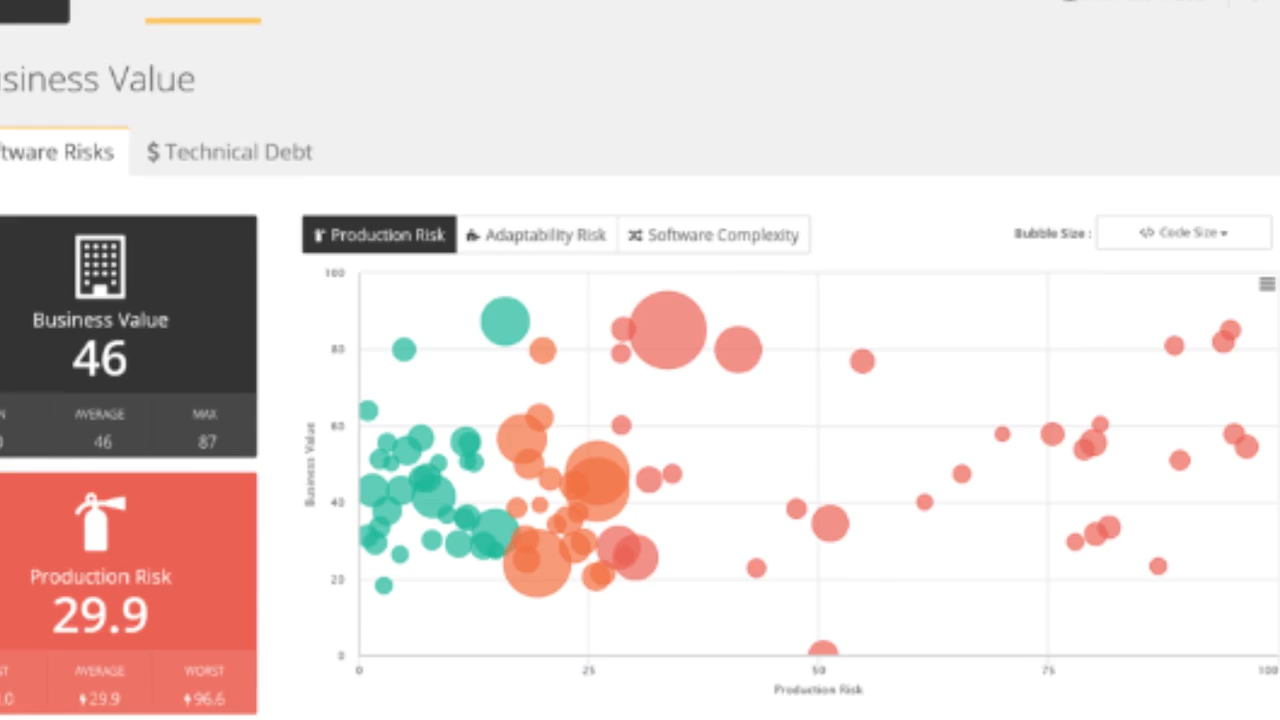 siness Value
tware Risks
$ Technical Debt
Production Risk
Adaptability Risk
Software Complexity
Bubble Size :
</> Code Size
Business Value
46
AVERAGE
MAX
46
87
Production Risk
29.9
AVERAGE
WORST
29.9
96.6
100
80
60
40
20
0
Business Value
0
25
50
75
100
Production Risk